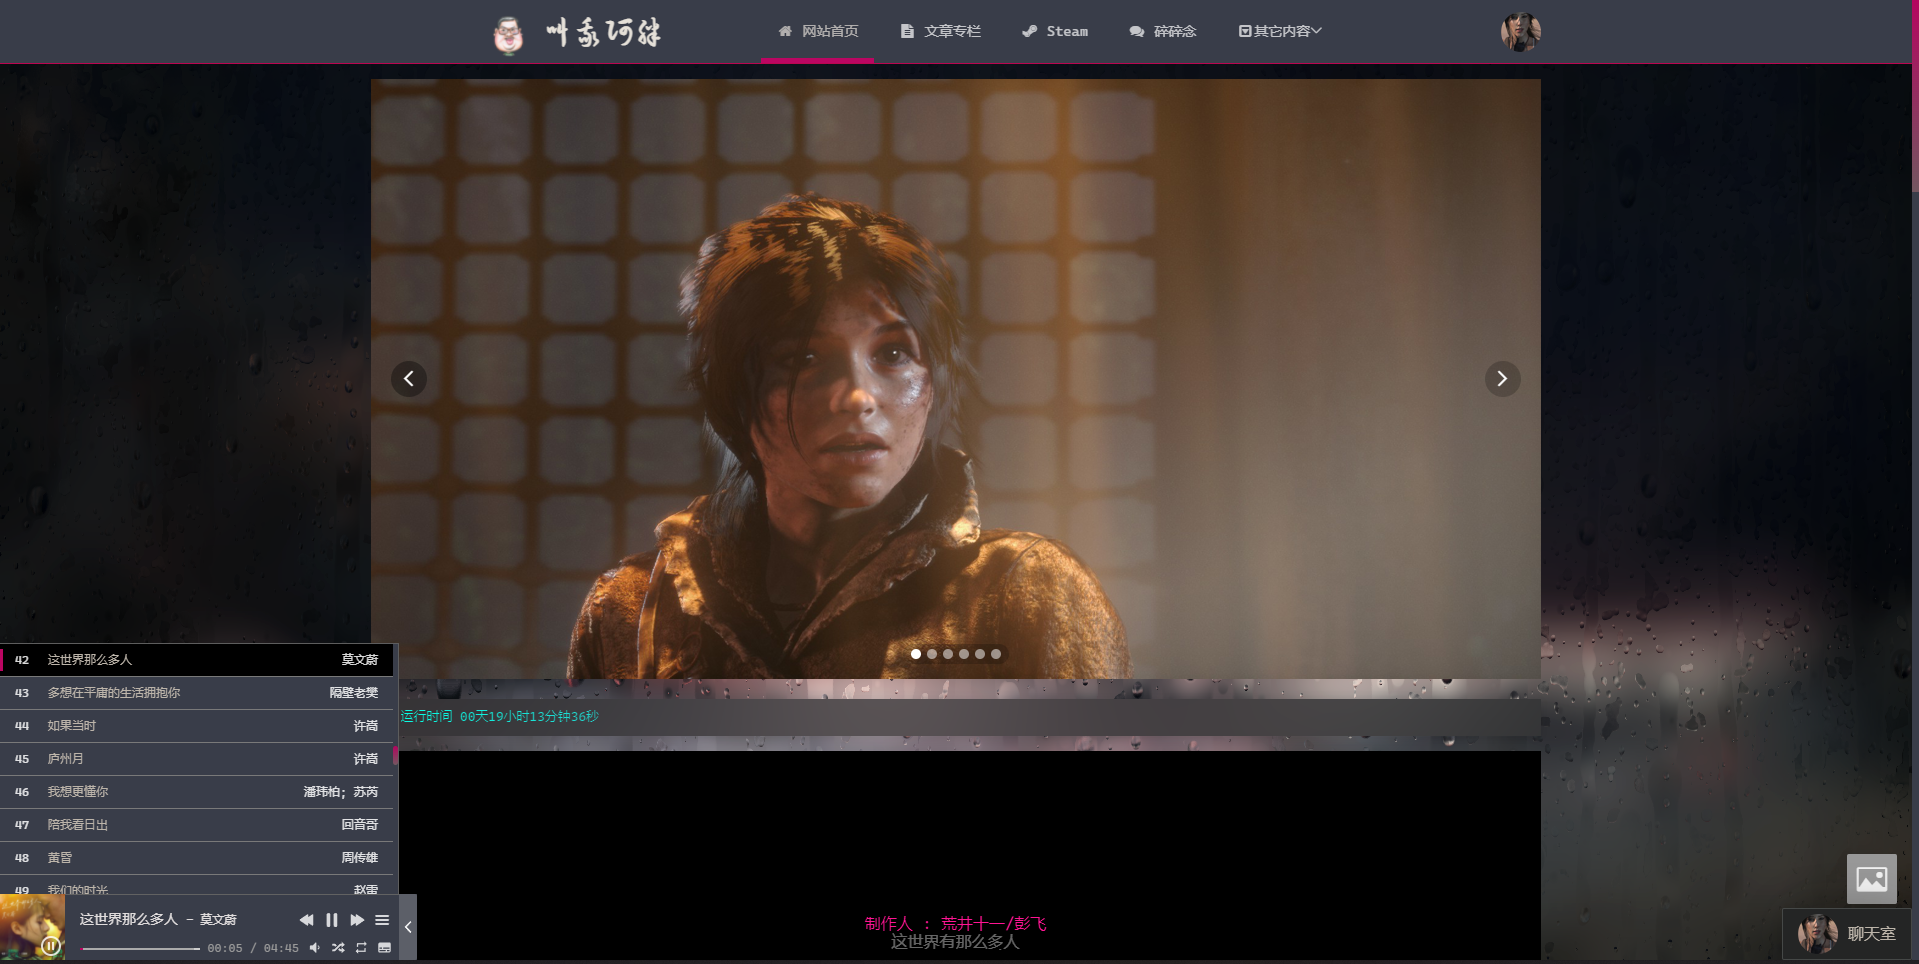 叫我阿胖
网站首页
文章专栏
Steam
碎碎念
其它内容
运行时间 00天19小时13分钟36秒
42 这世界那么多人 莫文蔚
43 多想在平庸的生活拥抱你 隔壁老樊
44 如果当时 许嵩
45 庐州月 许嵩
46 我想更懂你 潘玮柏; 苏芮
47 陪我看日出 回音哥
48 黄昏 周传雄
49 我们的时光 赵雷
这世界那么多人 - 莫文蔚
00:05 / 04:45
制作人 : 荒井十一/彭飞
这世界有那么多人
聊天室